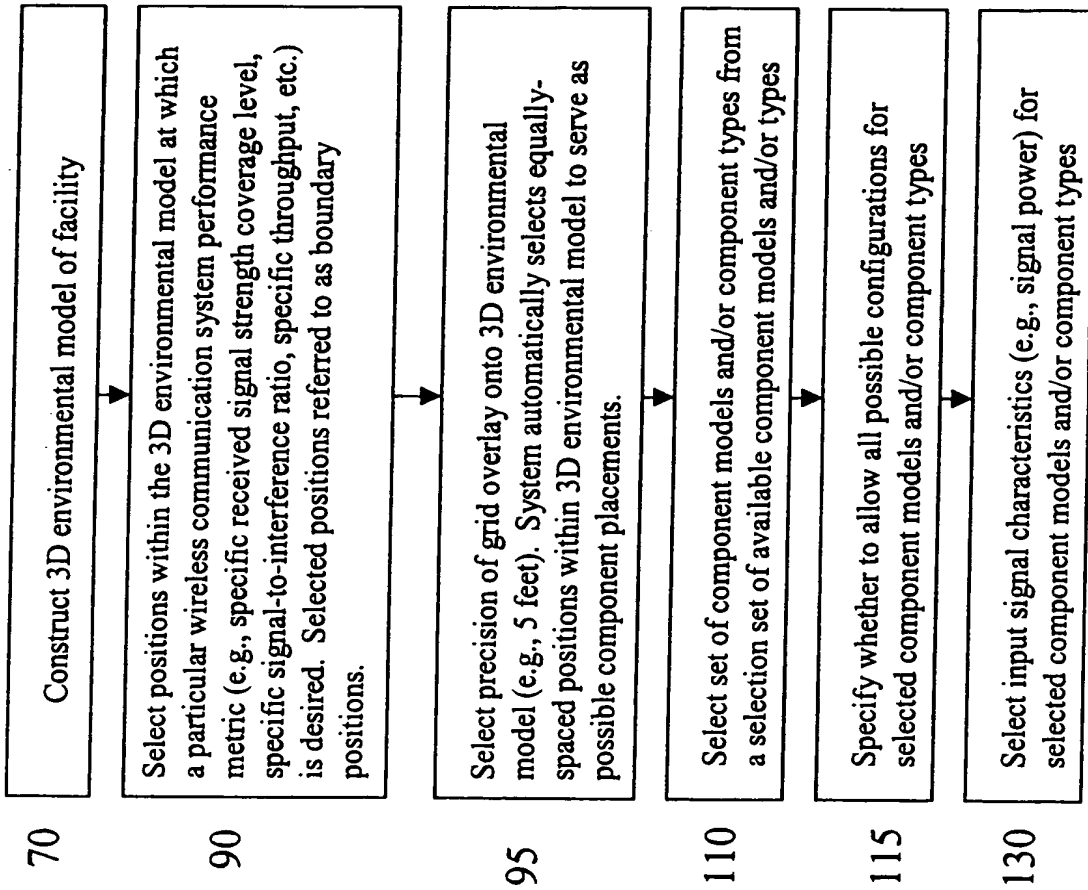 70
Construct 3D environmental model of facility
90
Select positions within the 3D environmental model at which
a particular wireless communication system performance
metric (e.g., specific received signal strength coverage level,
specific signal-to-interference ratio, specific throughput, etc.)
is desired. Selected positions referred to as boundary
positions.
95
Select precision of grid overlay onto 3D environmental
model (e.g., 5 feet). System automatically selects equally-
spaced positions within 3D environmental model to serve as
possible component placements.
110
Select set of component models and/or component types from
a selection set of available component models and/or types
115
Specify whether to allow all possible configurations for
selected component models and/or component types
130
Select input signal characteristics (e.g., signal power) for
selected component models and/or component types